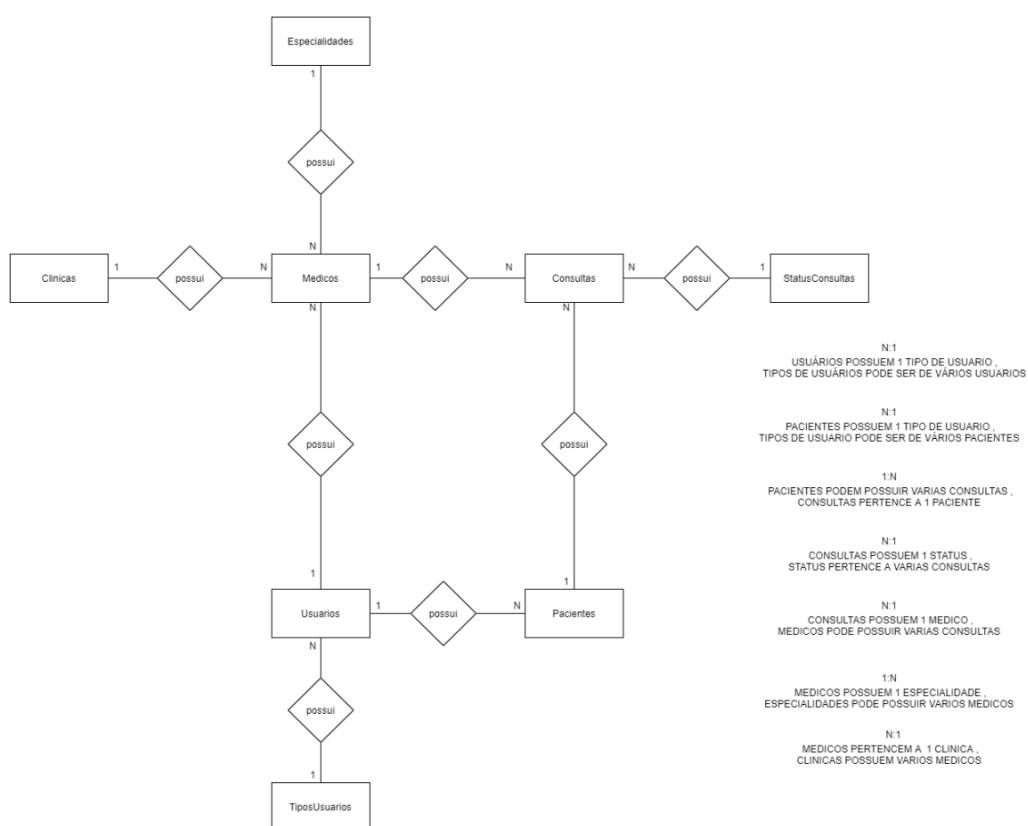 Especialidades
1
possui
N
Clinicas
1
possui
N
Medicos
1
possui
N
Consultas
N
possui
1
StatusConsultas
N
N
N:1
USUÁRIOS POSSUEM 1 TIPO DE USUARIO ,
TIPOS DE USUÁRIOS PODE SER DE VÁRIOS USUARIOS
N:1
PACIENTES POSSUEM 1 TIPO DE USUARIO ,
TIPOS DE USUARIO PODE SER DE VÁRIOS PACIENTES
possui
possui
1:N
PACIENTES PODEM POSSUIR VARIAS CONSULTAS ,
CONSULTAS PERTENCE A 1 PACIENTE
N:1
CONSULTAS POSSUEM 1 STATUS ,
STATUS PERTENCE A VARIAS CONSULTAS
1
1
Usuarios
1
possui
N
Pacientes
N:1
CONSULTAS POSSUEM 1 MEDICO ,
MEDICOS PODE POSSUIR VARIAS CONSULTAS
N
possui
1:N
MEDICOS POSSUEM 1 ESPECIALIDADE ,
ESPECIALIDADES PODE POSSUIR VARIOS MEDICOS
N:1
MEDICOS PERTENCEM A  1 CLINICA ,
CLINICAS POSSUEM VARIOS MEDICOS
1
TiposUsuarios